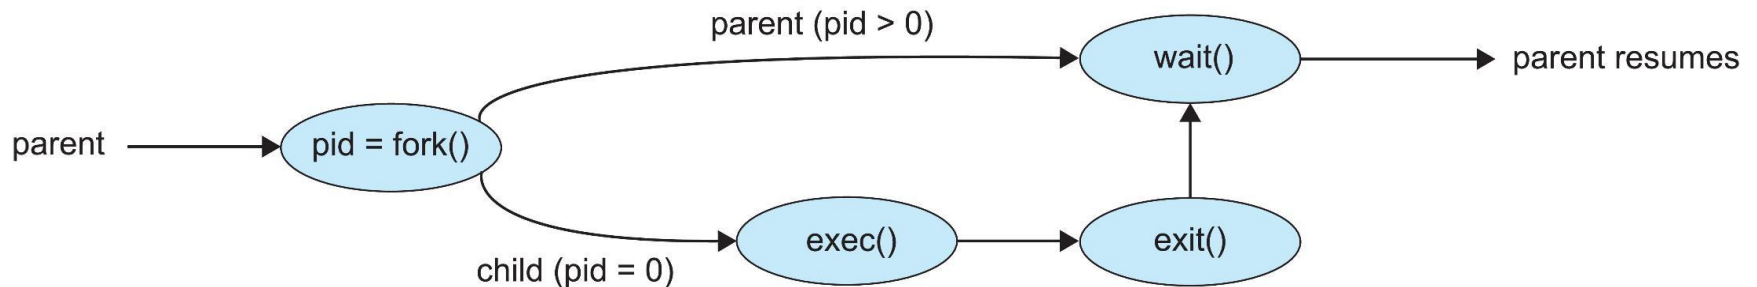 parent (pid > 0)
wait()
parent resumes
parent
pid = fork()
exec()
exit()
child (pid = 0)